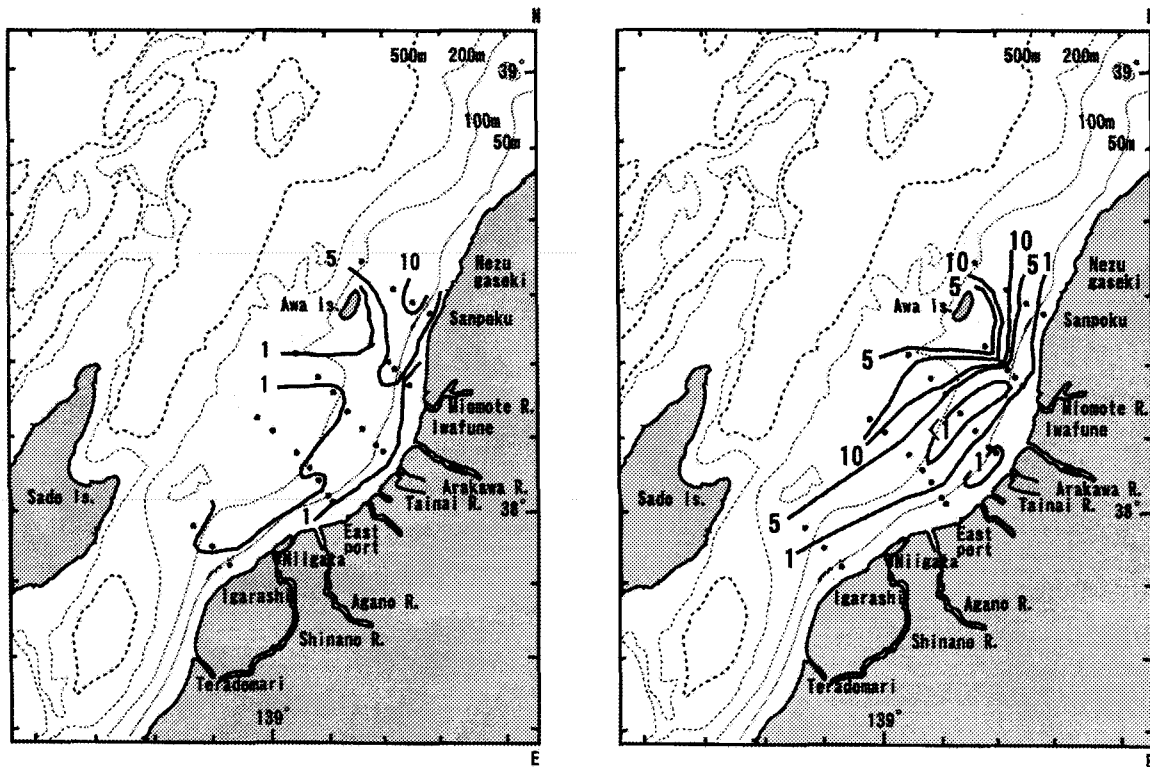 N
500m 200m
39°
100m
50m
5
10
Nezu
gaseki
Awa Is.
Sanpoku
1
1
Miomote R.
Iwafune
Sado Is.
Arakawa R.
Tainai R.
38°
1
East
port
Niigata
Igarashi
Agano R.
Shinano R.
Teradomari
139°
E
500m 200m
39°
100m
50m
10
10
5 1
Nezu
gaseki
5
Awa Is.
Sanpoku
5
Miomote R.
Iwafune
1
10
1
Sado Is.
Arakawa R.
Tainai R.
38°
5
East
port
1
Niigata
Igarashi
Agano R.
Shinano R.
Teradomari
139°